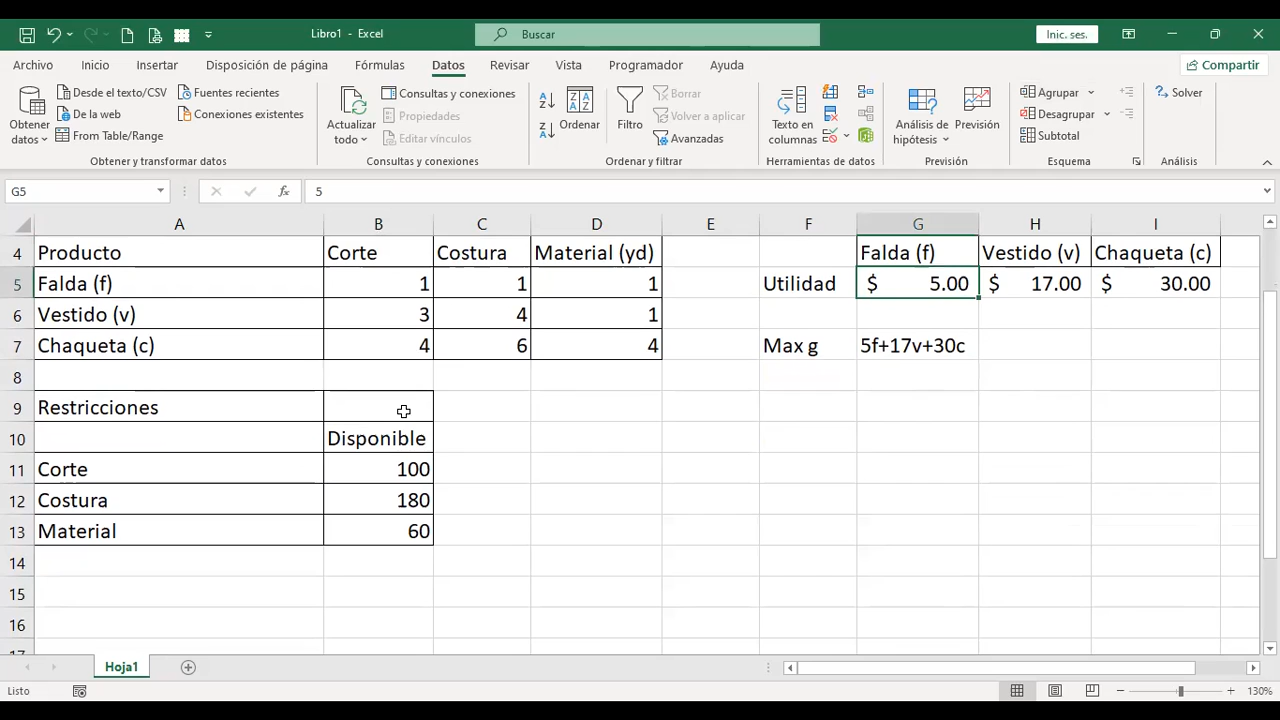 Libro1 - Excel
Buscar
Inic. ses.
Archivo Inicio Insertar Disposición de página Fórmulas Datos Revisar Vista Programador Ayuda Compartir
Obtener datos
Desde el texto/CSV
De la web
From Table/Range
Fuentes recientes
Conexiones existentes
Obtener y transformar datos
Actualizar todo
Consultas y conexiones
Propiedades
Editar vínculos
Consultas y conexiones
Ordenar
Filtro
Borrar
Volver a aplicar
Avanzadas
Ordenar y filtrar
Texto en columnas
Herramientas de datos
Análisis de hipótesis
Previsión
Previsión
Agrupar
Desagrupar
Subtotal
Esquema
Solver
Análisis
G5 fx 5
A B C D E F G H I
4 Producto Corte Costura Material (yd) Falda (f) Vestido (v) Chaqueta (c)
5 Falda (f) 1 1 1 Utilidad $ 5.00 $ 17.00 $ 30.00
6 Vestido (v) 3 4 1
7 Chaqueta (c) 4 6 4 Max g 5f+17v+30c
8
9 Restricciones
10 Disponible
11 Corte 100
12 Costura 180
13 Material 60
14
15
16
17
Hoja1
Listo
130%